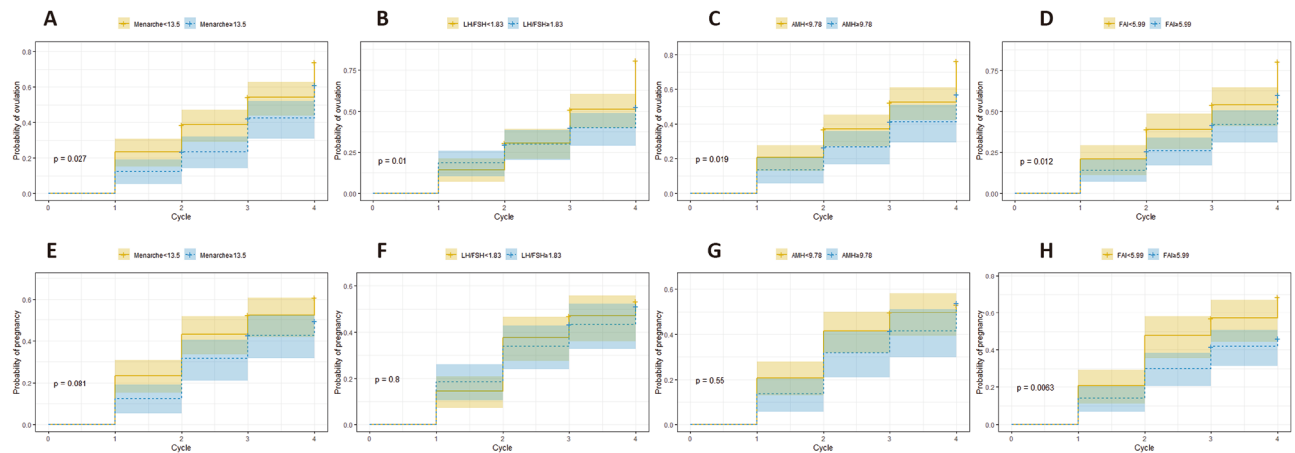 A
Menarche<13.5 Menarche≥13.5
Probability of ovulation
0.8
0.6
0.4
0.2
0.0
p = 0.027
0 1 2 3 4
Cycle
B
LH/FSH<1.83 LH/FSH≥1.83
Probability of ovulation
0.75
0.50
0.25
0.00
p = 0.01
0 1 2 3 4
Cycle
C
AMH<9.78 AMH≥9.78
Probability of ovulation
0.8
0.6
0.4
0.2
0.0
p = 0.019
0 1 2 3 4
Cycle
D
FAI<5.99 FAI≥5.99
Probability of ovulation
0.75
0.50
0.25
0.00
p = 0.012
0 1 2 3 4
Cycle
E
Menarche<13.5 Menarche≥13.5
Probability of pregnancy
0.6
0.4
0.2
0.0
p = 0.081
0 1 2 3 4
Cycle
F
LH/FSH<1.83 LH/FSH≥1.83
Probability of pregnancy
0.6
0.4
0.2
0.0
p = 0.8
0 1 2 3 4
Cycle
G
AMH<9.78 AMH≥9.78
Probability of pregnancy
0.6
0.4
0.2
0.0
p = 0.55
0 1 2 3 4
Cycle
H
FAI<5.99 FAI≥5.99
Probability of pregnancy
0.8
0.6
0.4
0.2
0.0
p = 0.0063
0 1 2 3 4
Cycle